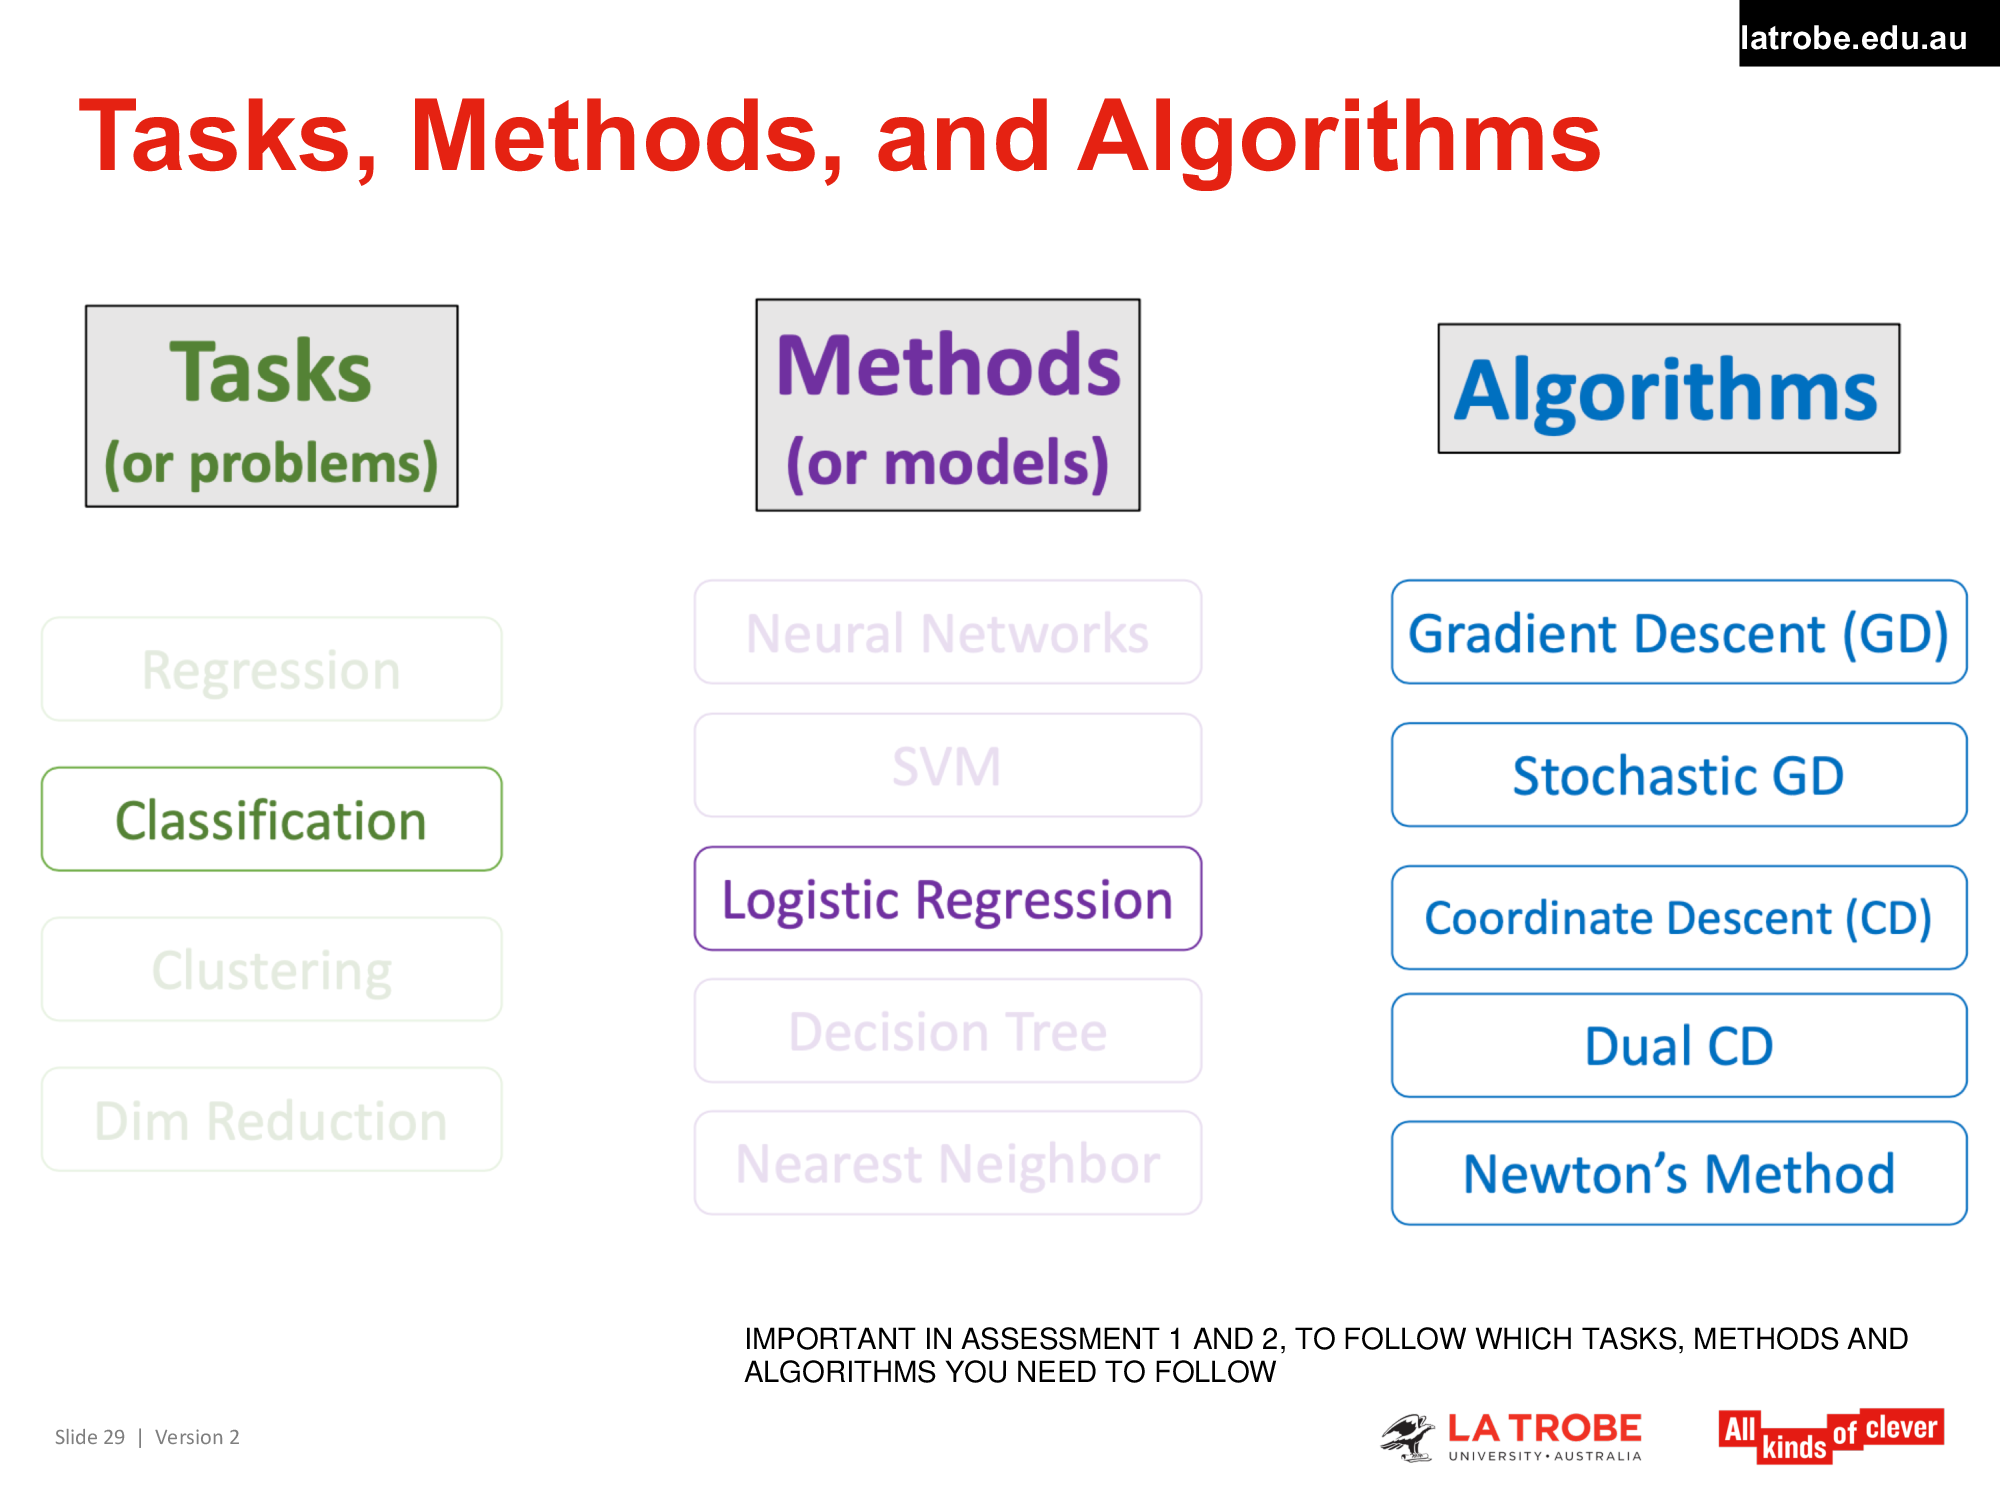 latrobe.edu.au
Tasks, Methods, and Algorithms
Tasks
(or problems)
Regression
Classification
Clustering
Dim Reduction
Methods
(or models)
Neural Networks
SVM
Logistic Regression
Decision Tree
Nearest Neighbor
Algorithms
Gradient Descent (GD)
Stochastic GD
Coordinate Descent (CD)
Dual CD
Newton’s Method
IMPORTANT IN ASSESSMENT 1 AND 2, TO FOLLOW WHICH TASKS, METHODS AND
ALGORITHMS YOU NEED TO FOLLOW
Slide 29 | Version 2
LA TROBE
UNIVERSITY • AUSTRALIA
All kinds of clever